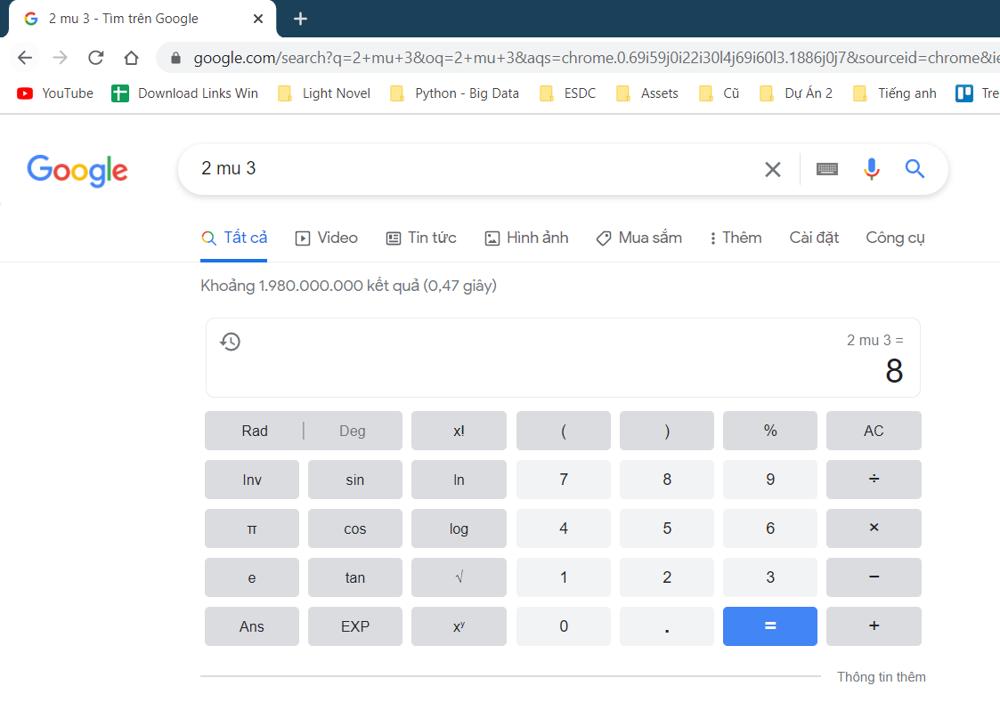 2 mu 3 - Tìm trên Google
google.com/search?q=2+mu+3&oq=2+mu+3&aqs=chrome.0.69i59j0i22i30l4j69i60l3.1886j0j7&sourceid=chrome&ie
YouTube Download Links Win Light Novel Python - Big Data ESDC Assets Cũ Dự Án 2 Tiếng anh Tre
Google 2 mu 3
Tất cả Video Tin tức Hình ảnh Mua sắm Thêm Cài đặt Công cụ
Khoảng 1.980.000.000 kết quả (0,47 giây)
2 mu 3 =
8
Rad | Deg x! ( ) % AC
Inv sin ln 7 8 9 ÷
π cos log 4 5 6 ×
e tan √ 1 2 3 −
Ans EXP xʸ 0 . = +
Thông tin thêm